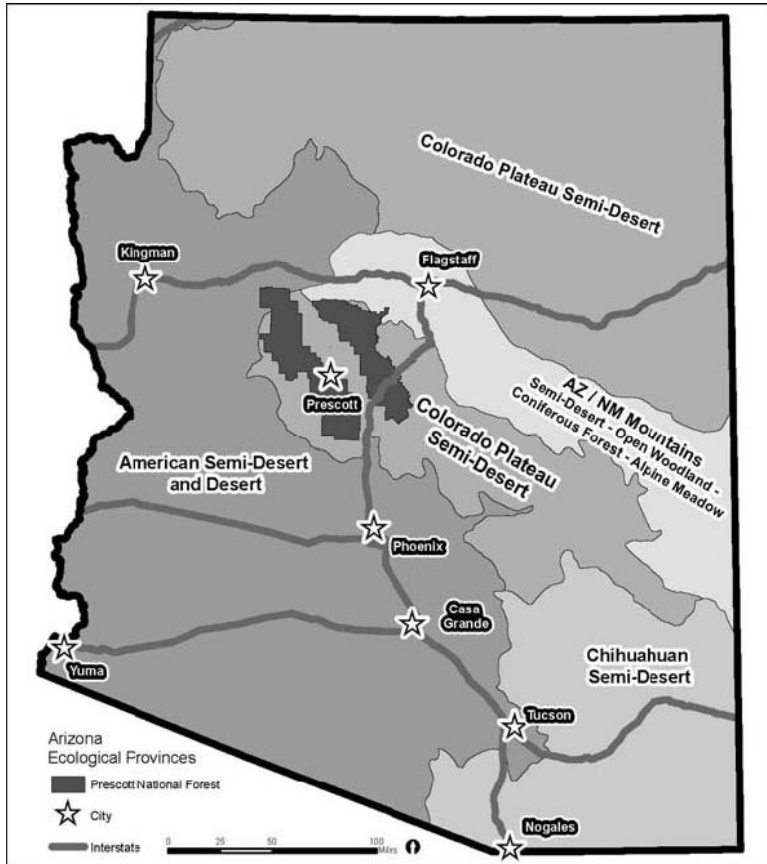 Colorado Plateau Semi-Desert
Kingman
Flagstaff
AZ / NM Mountains
Semi-Desert - Open Woodland -
Coniferous Forest - Alpine Meadow
Prescott
Colorado Plateau
Semi-Desert
American Semi-Desert
and Desert
Phoenix
Casa
Grande
Yuma
Chihuahuan
Semi-Desert
Tucson
Nogales
Arizona
Ecological Provinces
Prescott National Forest
City
Interstate
0 25 50 100
Miles